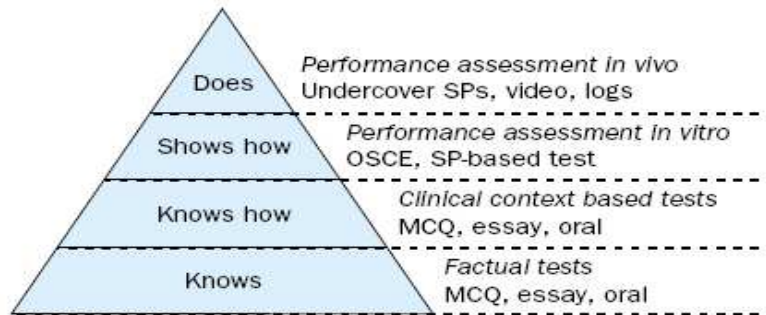 Does
Performance assessment in vivo
Undercover SPs, video, logs
Shows how
Performance assessment in vitro
OSCE, SP-based test
Knows how
Clinical context based tests
MCQ, essay, oral
Knows
Factual tests
MCQ, essay, oral